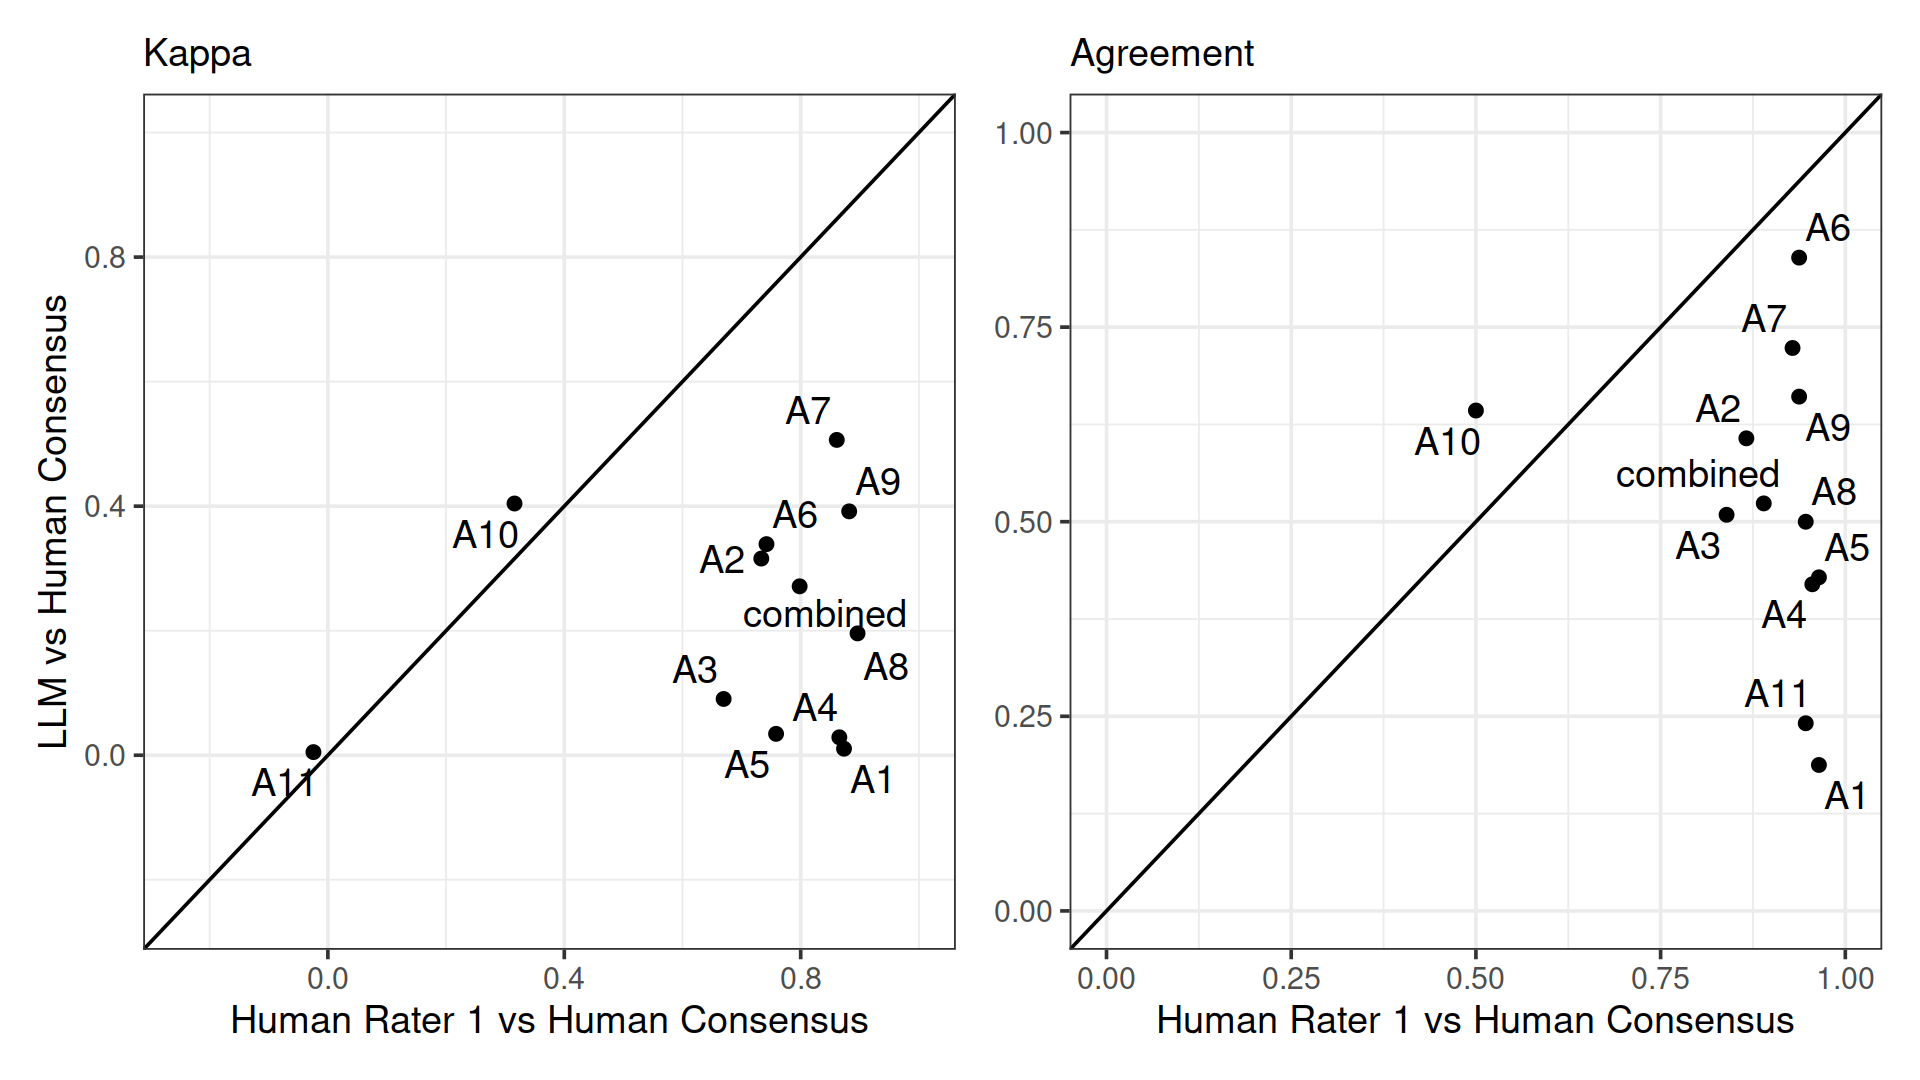 Kappa
LLM vs Human Consensus
0.8
0.4
0.0
A7
A9
A6
A10
A2
combined
A8
A3
A4
A5
A1
A11
0.0
0.4
0.8
Human Rater 1 vs Human Consensus
Agreement
1.00
0.75
0.50
0.25
0.00
A6
A7
A2
A9
A10
combined
A8
A3
A5
A4
A11
A1
0.00
0.25
0.50
0.75
1.00
Human Rater 1 vs Human Consensus